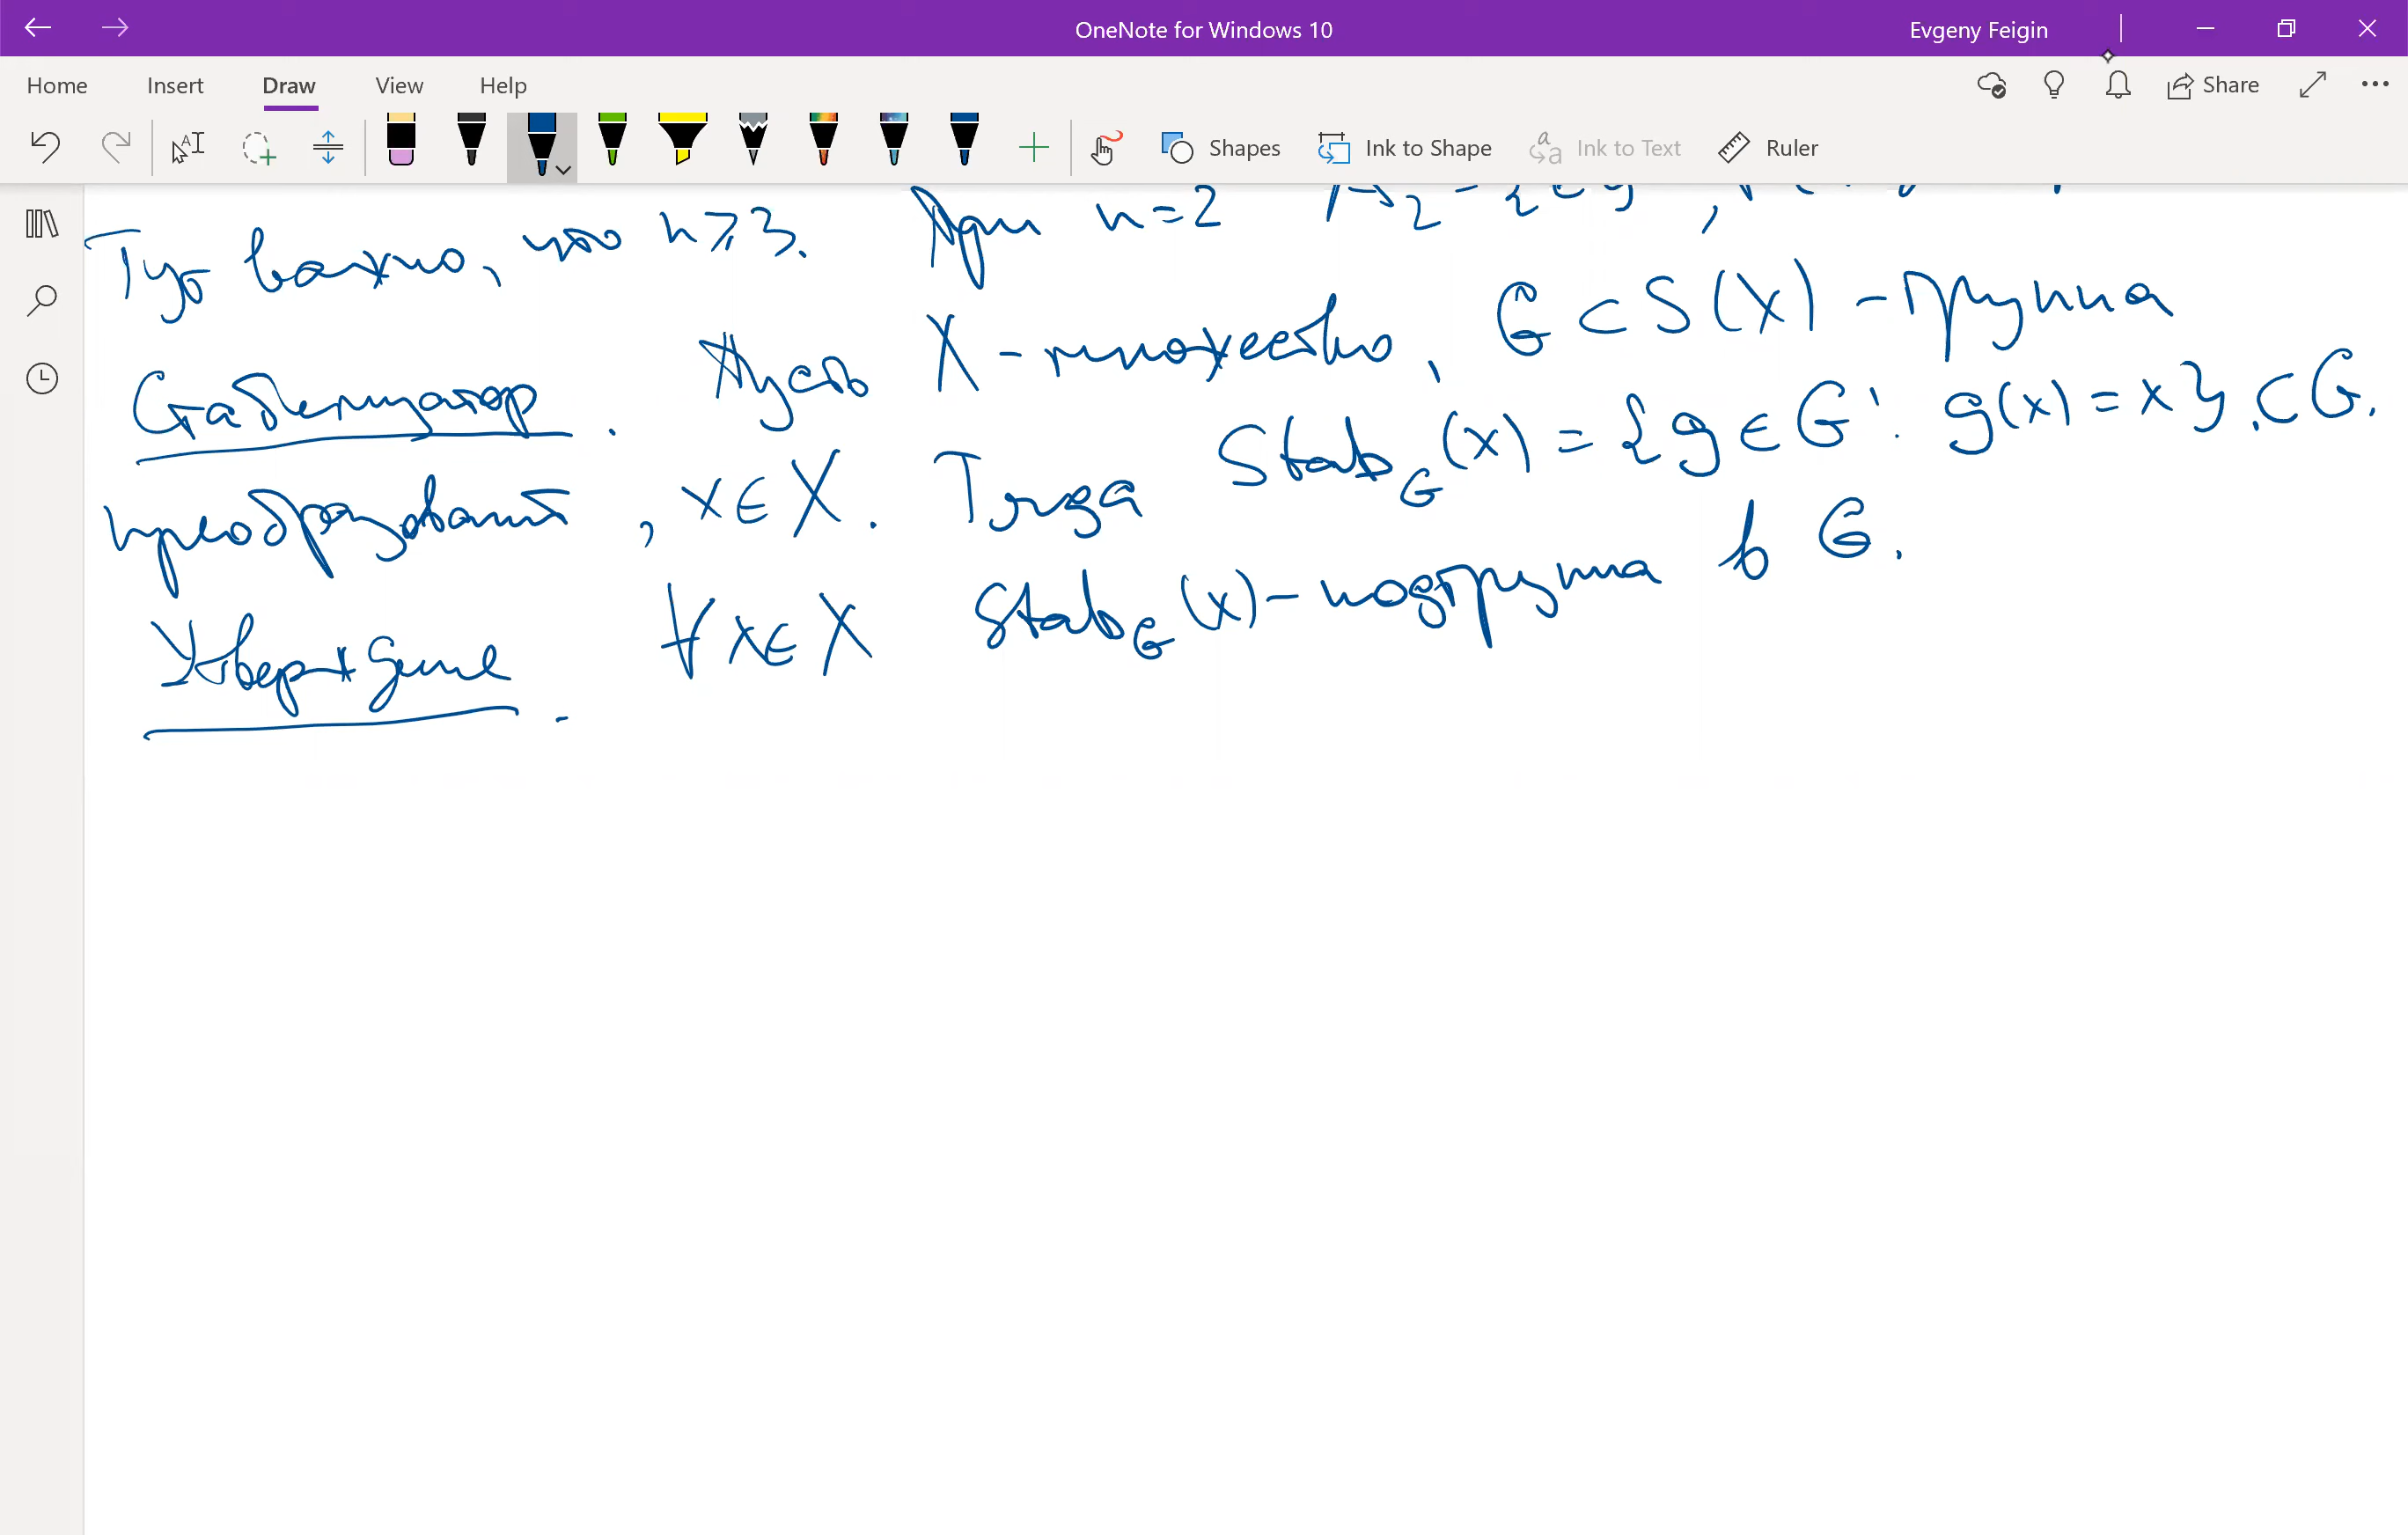 OneNote for Windows 10
Evgeny Feigin
Home Insert Draw View Help
Share
Shapes Ink to Shape Ink to Text Ruler
Тут важно, что n ⩾ 3. При n = 2 A₂ = {e}
Стабилизатор. Пусть X - множество, G ⊂ S(X) - группа
преобразований, x ∈ X. Тогда Stab_G(x) = {g ∈ G : g(x) = x} ⊂ G.
Утверждение. ∀ x ∈ X Stab_G(x) - подгруппа в G.